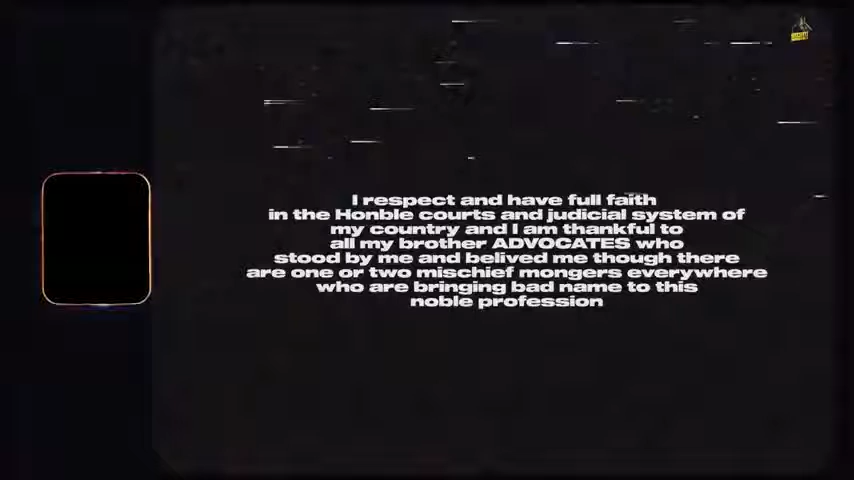 I respect and have full faith
in the Honble courts and judicial system of
my country and I am thankful to
all my brother ADVOCATES who
stood by me and belived me though there
are one or two mischief mongers everywhere
who are bringing bad name to this
noble profession